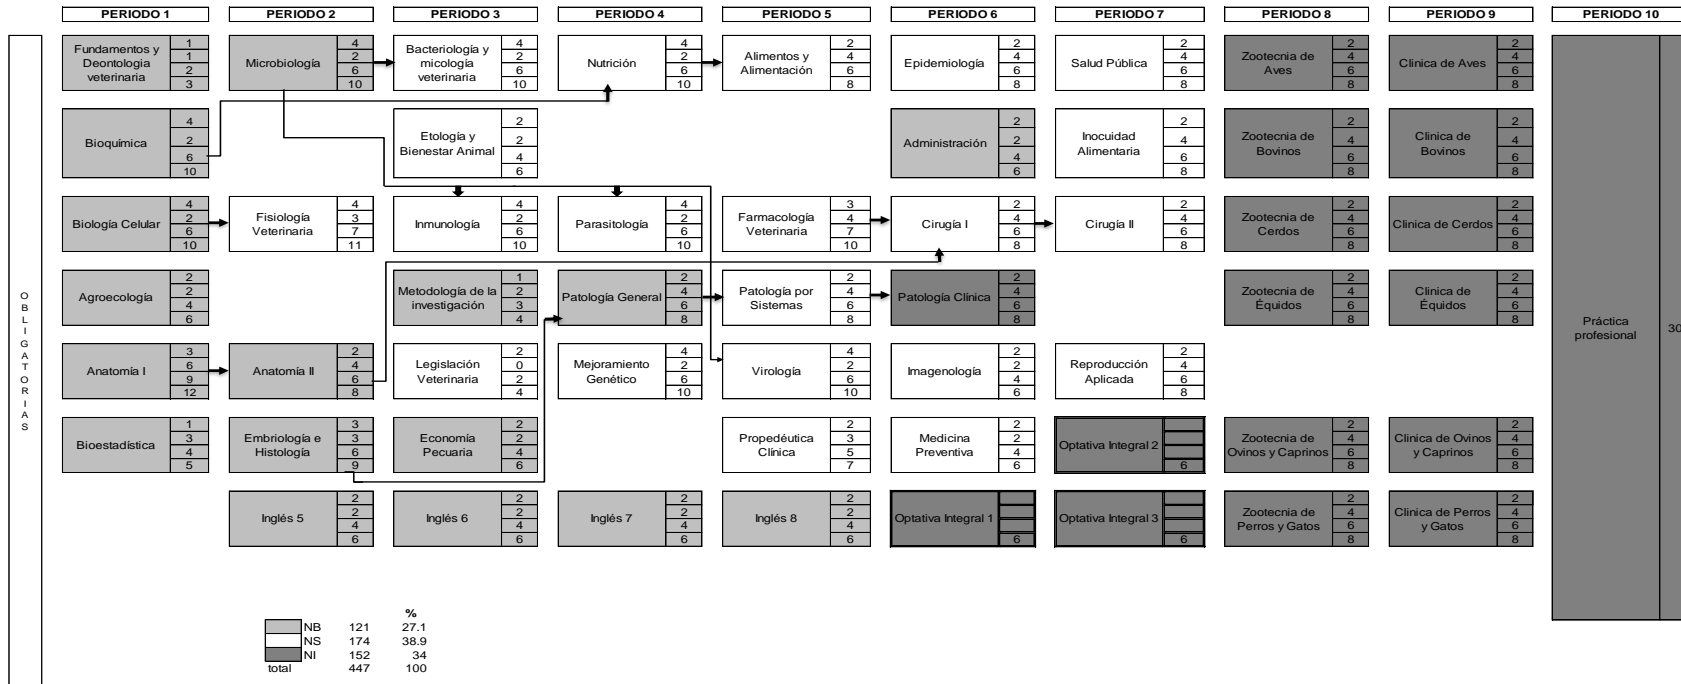 PERIODO 1 PERIODO 2 PERIODO 3 PERIODO 4 PERIODO 5 PERIODO 6 PERIODO 7 PERIODO 8 PERIODO 9 PERIODO 10
OBLIGATORIAS
Fundamentos y
Deontologia
veterinaria
1
1
2
3
Microbiología
4
2
6
10
Bacteriología y
micología
veterinaria
4
2
6
10
Nutrición
4
2
6
10
Alimentos y
Alimentación
2
4
6
8
Epidemiología
2
4
6
8
Salud Pública
2
4
6
8
Zootecnia de
Aves
2
4
6
8
Clinica de Aves
2
4
6
8
Bioquímica
4
2
6
10
Etología y
Bienestar Animal
2
2
4
6
Administración
2
2
4
6
Inocuidad
Alimentaria
2
4
6
8
Zootecnia de
Bovinos
2
4
6
8
Clinica de
Bovinos
2
4
6
8
Biología Celular
4
2
6
10
Fisiología
Veterinaria
4
3
7
11
Inmunología
4
2
6
10
Parasitología
4
2
6
10
Farmacología
Veterinaria
3
4
7
10
Cirugía I
2
4
6
8
Cirugía II
2
4
6
8
Zootecnia de
Cerdos
2
4
6
8
Clinica de Cerdos
2
4
6
8
Agroecología
2
2
4
6
Metodología de la
investigación
1
2
3
4
Patología General
2
4
6
8
Patología por
Sistemas
2
4
6
8
Patología Clínica
2
4
6
8
Zootecnia de
Équidos
2
4
6
8
Clinica de
Équidos
2
4
6
8
Práctica
profesional
30
Anatomía I
3
6
9
12
Anatomía II
2
4
6
8
Legislación
Veterinaria
2
0
2
4
Mejoramiento
Genético
4
2
6
10
Virología
4
2
6
10
Imagenología
2
2
4
6
Reproducción
Aplicada
2
4
6
8
Bioestadística
1
3
4
5
Embriología e
Histología
3
3
6
9
Economía
Pecuaria
2
2
4
6
Propedéutica
Clínica
2
3
5
7
Medicina
Preventiva
2
2
4
6
Optativa Integral 2
6
Zootecnia de
Ovinos y Caprinos
2
4
6
8
Clinica de Ovinos
y Caprinos
2
4
6
8
Inglés 5
2
2
4
6
Inglés 6
2
2
4
6
Inglés 7
2
2
4
6
Inglés 8
2
2
4
6
Optativa Integral 1
6
Optativa Integral 3
6
Zootecnia de
Perros y Gatos
2
4
6
8
Clinica de Perros
y Gatos
2
4
6
8
%
NB 121 27.1
NS 174 38.9
NI 152 34
total 447 100